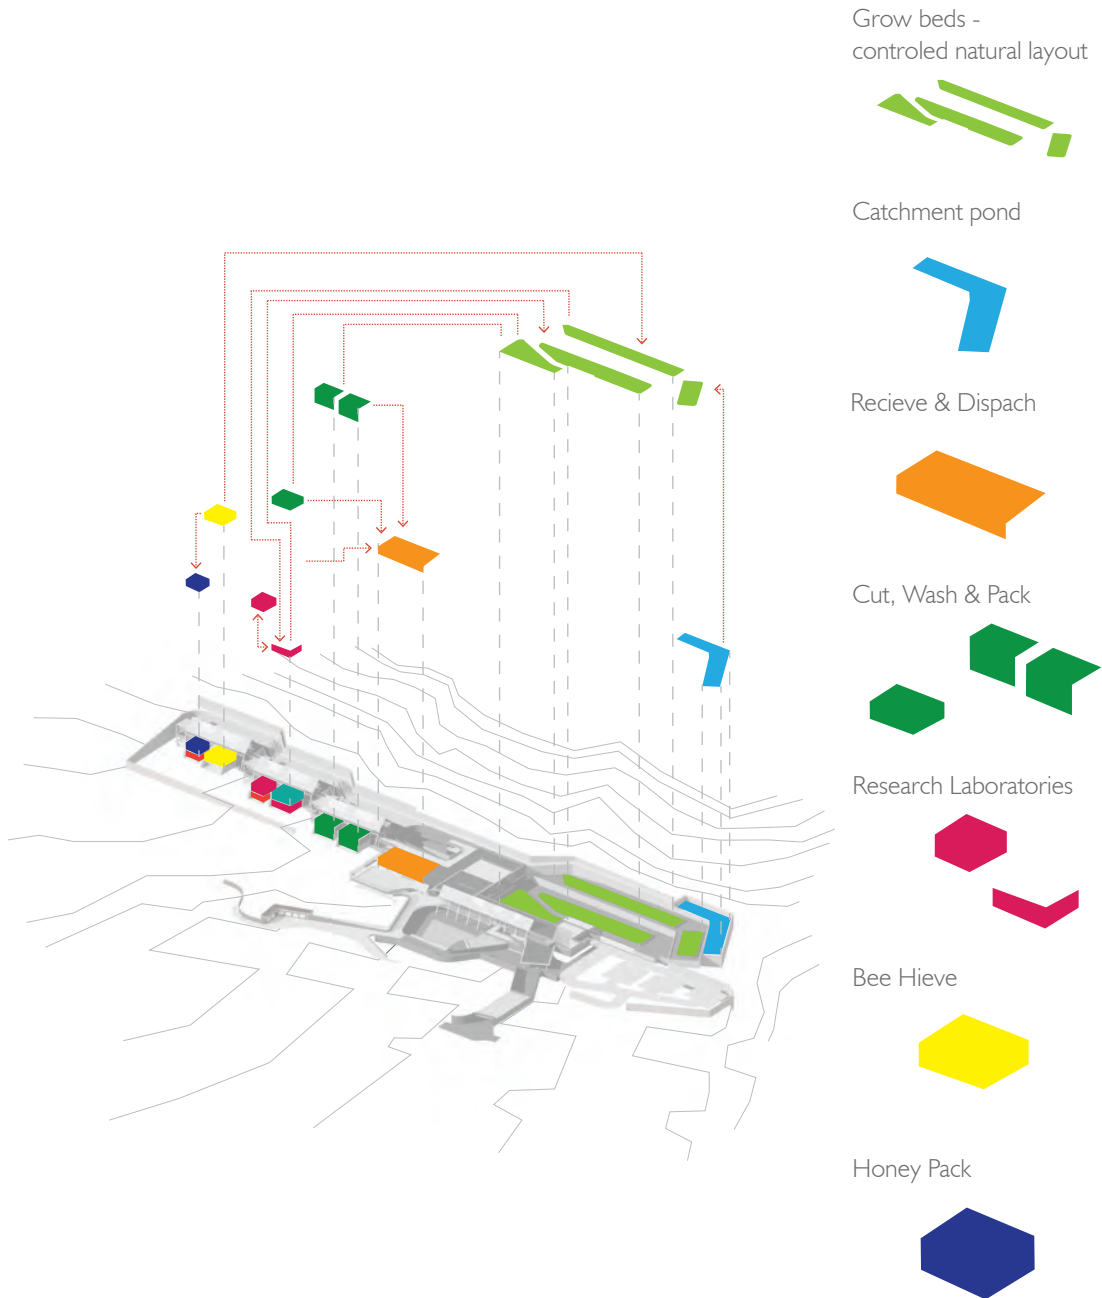 Grow beds -
controled natural layout
Catchment pond
Recieve & Dispach
Cut, Wash & Pack
Research Laboratories
Bee Hieve
Honey Pack